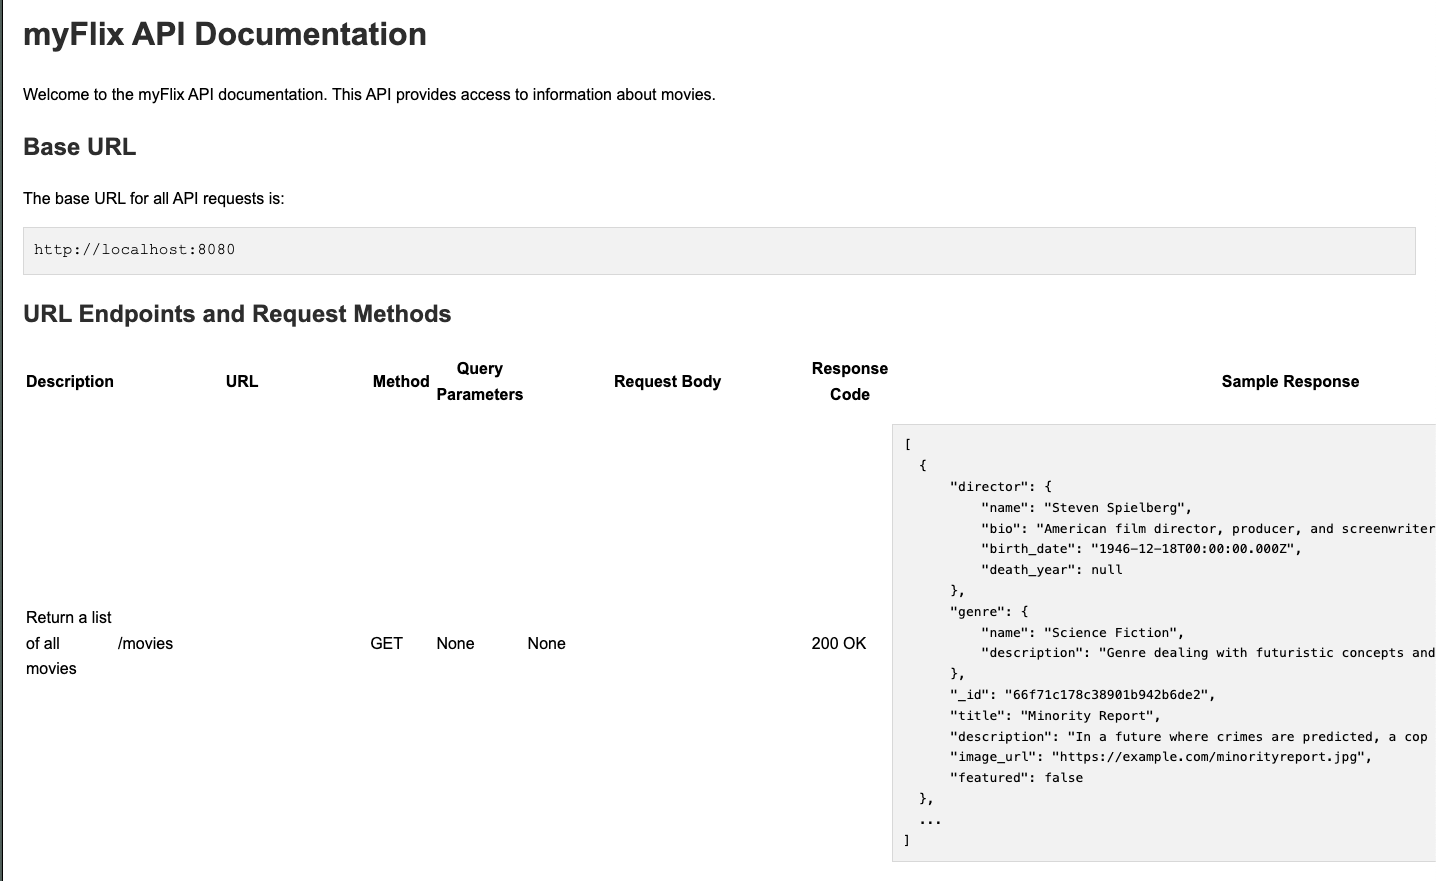 myFlix API Documentation
Welcome to the myFlix API documentation. This API provides access to information about movies.
Base URL
The base URL for all API requests is:
http://localhost:8080
URL Endpoints and Request Methods
Description URL Method Query Parameters Request Body Response Code Sample Response
Return a list
of all
movies
/movies GET None None 200 OK
[
  {
      "director": {
          "name": "Steven Spielberg",
          "bio": "American film director, producer, and screenwriter
          "birth_date": "1946-12-18T00:00:00.000Z",
          "death_year": null
      },
      "genre": {
          "name": "Science Fiction",
          "description": "Genre dealing with futuristic concepts and
      },
      "_id": "66f71c178c38901b942b6de2",
      "title": "Minority Report",
      "description": "In a future where crimes are predicted, a cop
      "image_url": "https://example.com/minorityreport.jpg",
      "featured": false
  },
  ...
]